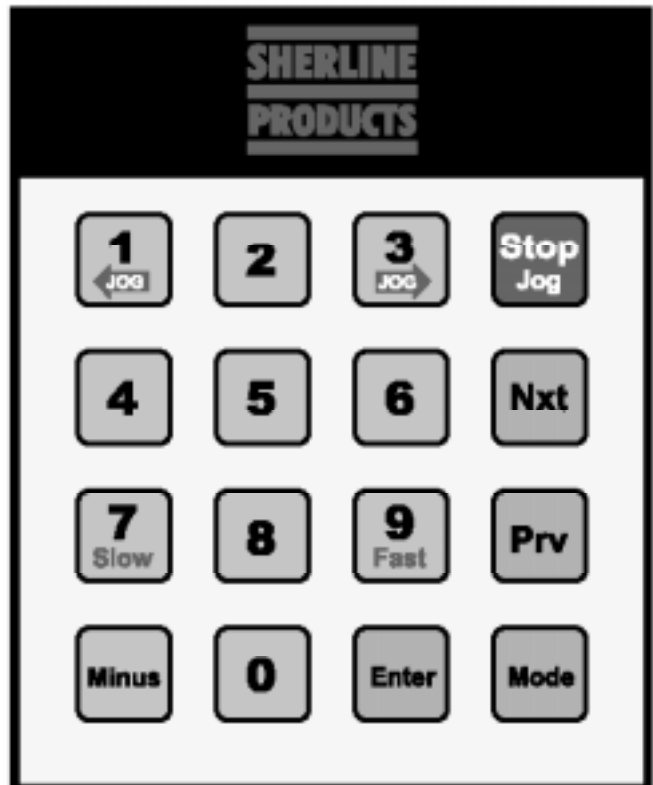 SHERLINE
PRODUCTS
1 2 3 Stop
JOG JOG Jog
4 5 6 Nxt
7 8 9 Prv
Slow Fast
Minus 0 Enter Mode